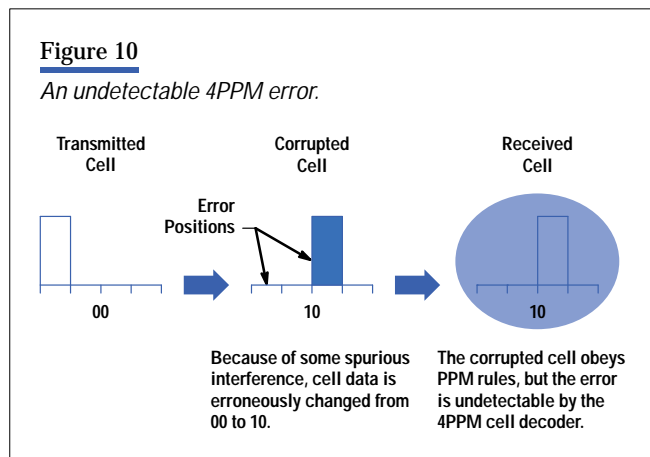 Figure 10
An undetectable 4PPM error.
Transmitted
Cell
Corrupted
Cell
Received
Cell
Error
Positions
00
10
10
Because of some spurious
interference, cell data is
erroneously changed from
00 to 10.
The corrupted cell obeys
PPM rules, but the error
is undetectable by the
4PPM cell decoder.